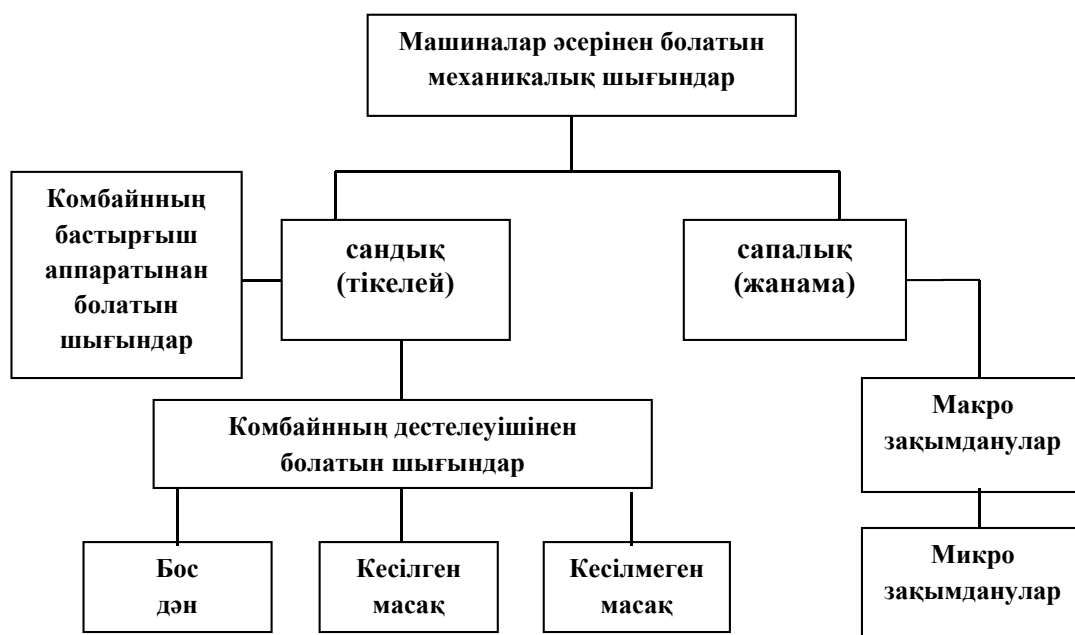 Машиналар әсерінен болатын
механикалық шығындар
Комбайнның
бастырғыш
аппаратынан
болатын
шығындар
сандық
(тікелей)
сапалық
(жанама)
Комбайнның дестелеуішінен
болатын шығындар
Макро
зақымданулар
Бос
дән
Кесілген
масақ
Кесілмеген
масақ
Микро
зақымданулар